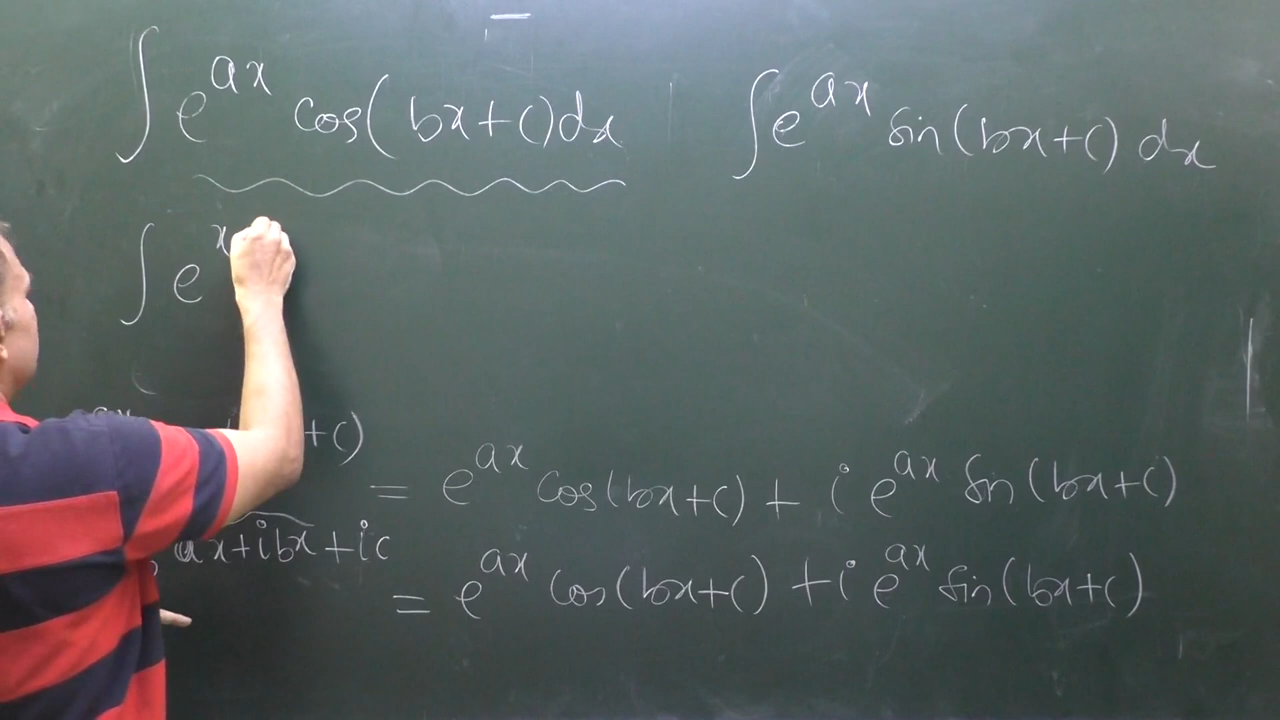 ∫ e^{ax} cos(bx+c)dx ∫ e^{ax} sin(bx+c) dx
∫ e^x
+c)
= e^{ax} cos(bx+c) + i e^{ax} sin(bx+c)
ax+ibx+ic
= e^{ax} cos(bx+c) + i e^{ax} sin(bx+c)